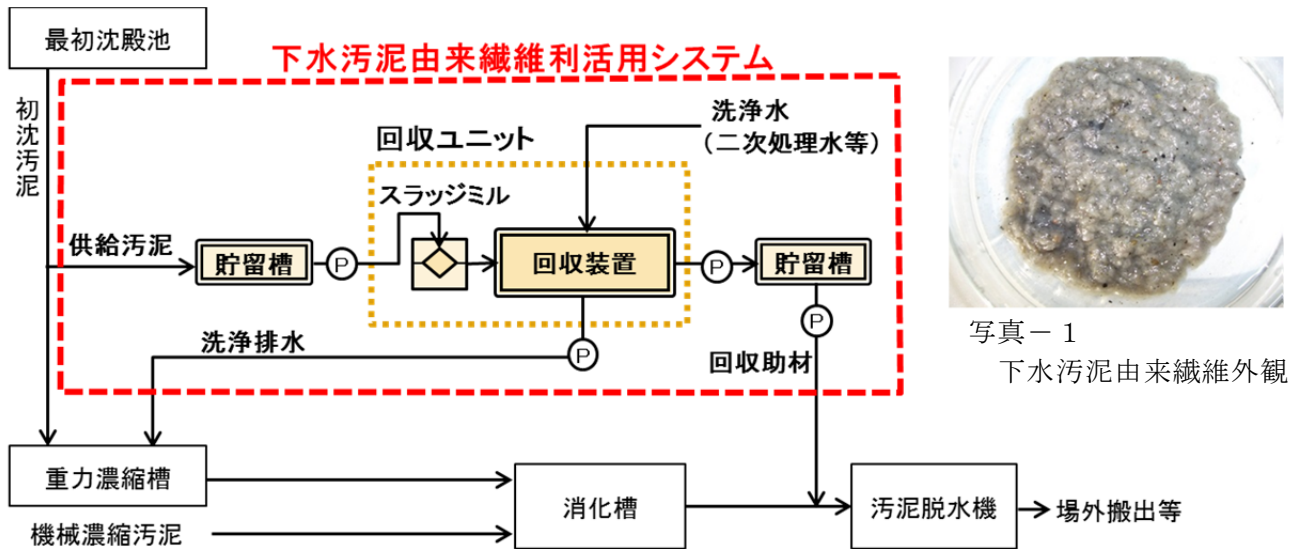 最初沈殿池
下水汚泥由来繊維利活用システム
初沈汚泥
洗浄水
(二次処理水等)
回収ユニット
スラッジミル
供給汚泥
貯留槽
P
回収装置
P
貯留槽
P
P
洗浄排水
回収助材
写真－１
下水汚泥由来繊維外観
重力濃縮槽
機械濃縮汚泥
消化槽
汚泥脱水機
場外搬出等